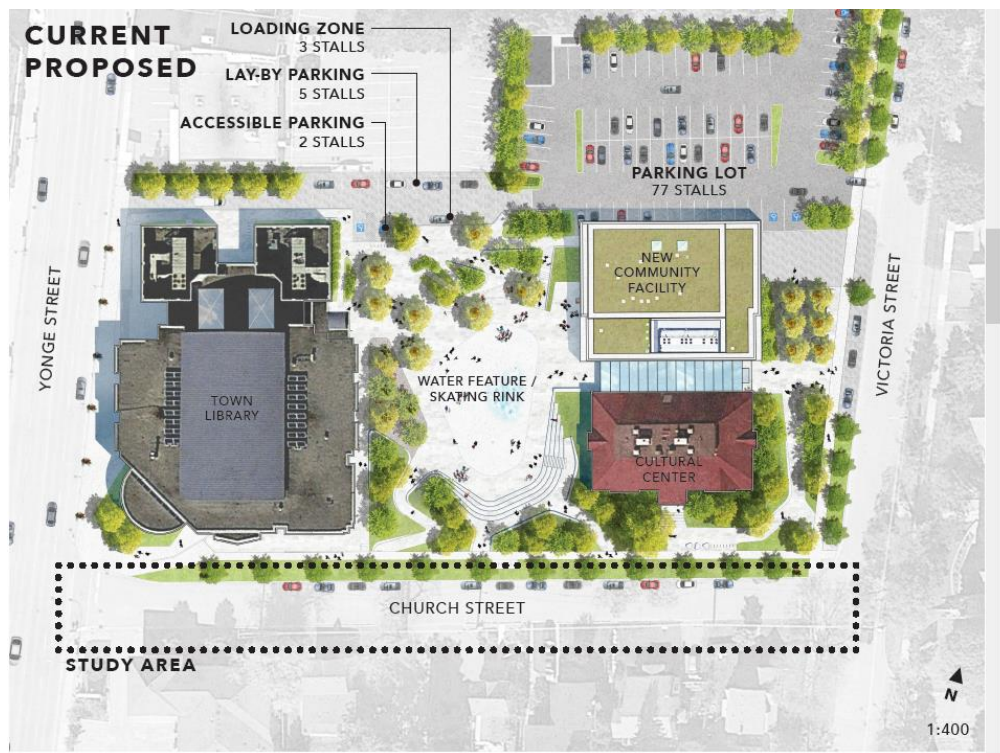 CURRENT
PROPOSED
LOADING ZONE
3 STALLS
LAY-BY PARKING
5 STALLS
ACCESSIBLE PARKING
2 STALLS
PARKING LOT
77 STALLS
NEW
COMMUNITY
FACILITY
YONGE STREET
VICTORIA STREET
TOWN
LIBRARY
WATER FEATURE /
SKATING RINK
CULTURAL
CENTER
CHURCH STREET
STUDY AREA
N
1:400